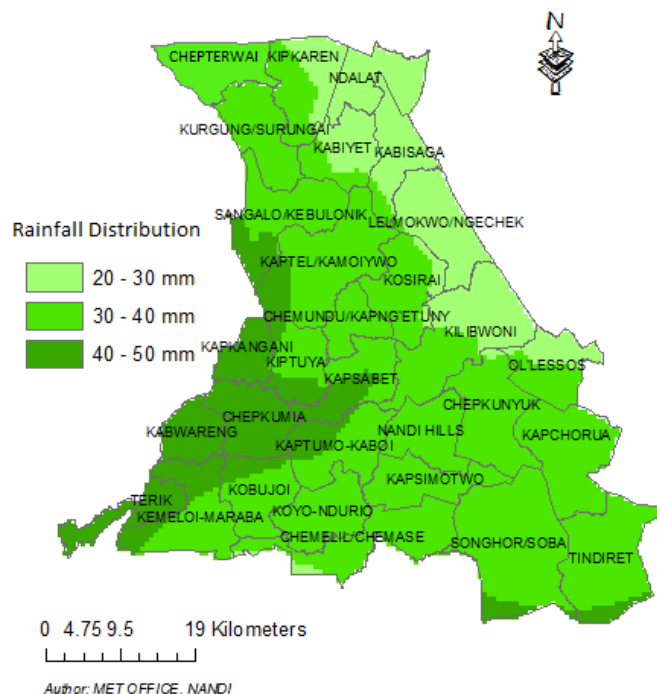 N
CHEPTERWAI
KIPKAREN
NDALAT
KURGUNG/SURUNGAI
KABIYET
KABISAGA
SANGALO/KEBULONIK
LELMOKWO/NGECHEK
Rainfall Distribution
20 - 30 mm
30 - 40 mm
40 - 50 mm
KAPTEL/KAMOIYWO
KOSIRAI
CHEMUNDU/KAPNG'ETUNY
KILIBWONI
KAPKANGANI
KIPTUYA
OL'LESSOS
KAPSABET
CHEPKUNYUK
CHEPKUMIA
KABWARENG
NANDI HILLS
KAPCHORUA
KAPTUMO-KABOI
KAPSIMOTWO
KOBUJOI
TERIK
KEMELOI-MARABA
KOYO-NDURIO
CHEMELIL/CHEMASE
SONGHOR/SOBA
TINDIRET
0 4.75 9.5 19 Kilometers
Author: MET OFFICE, NANDI